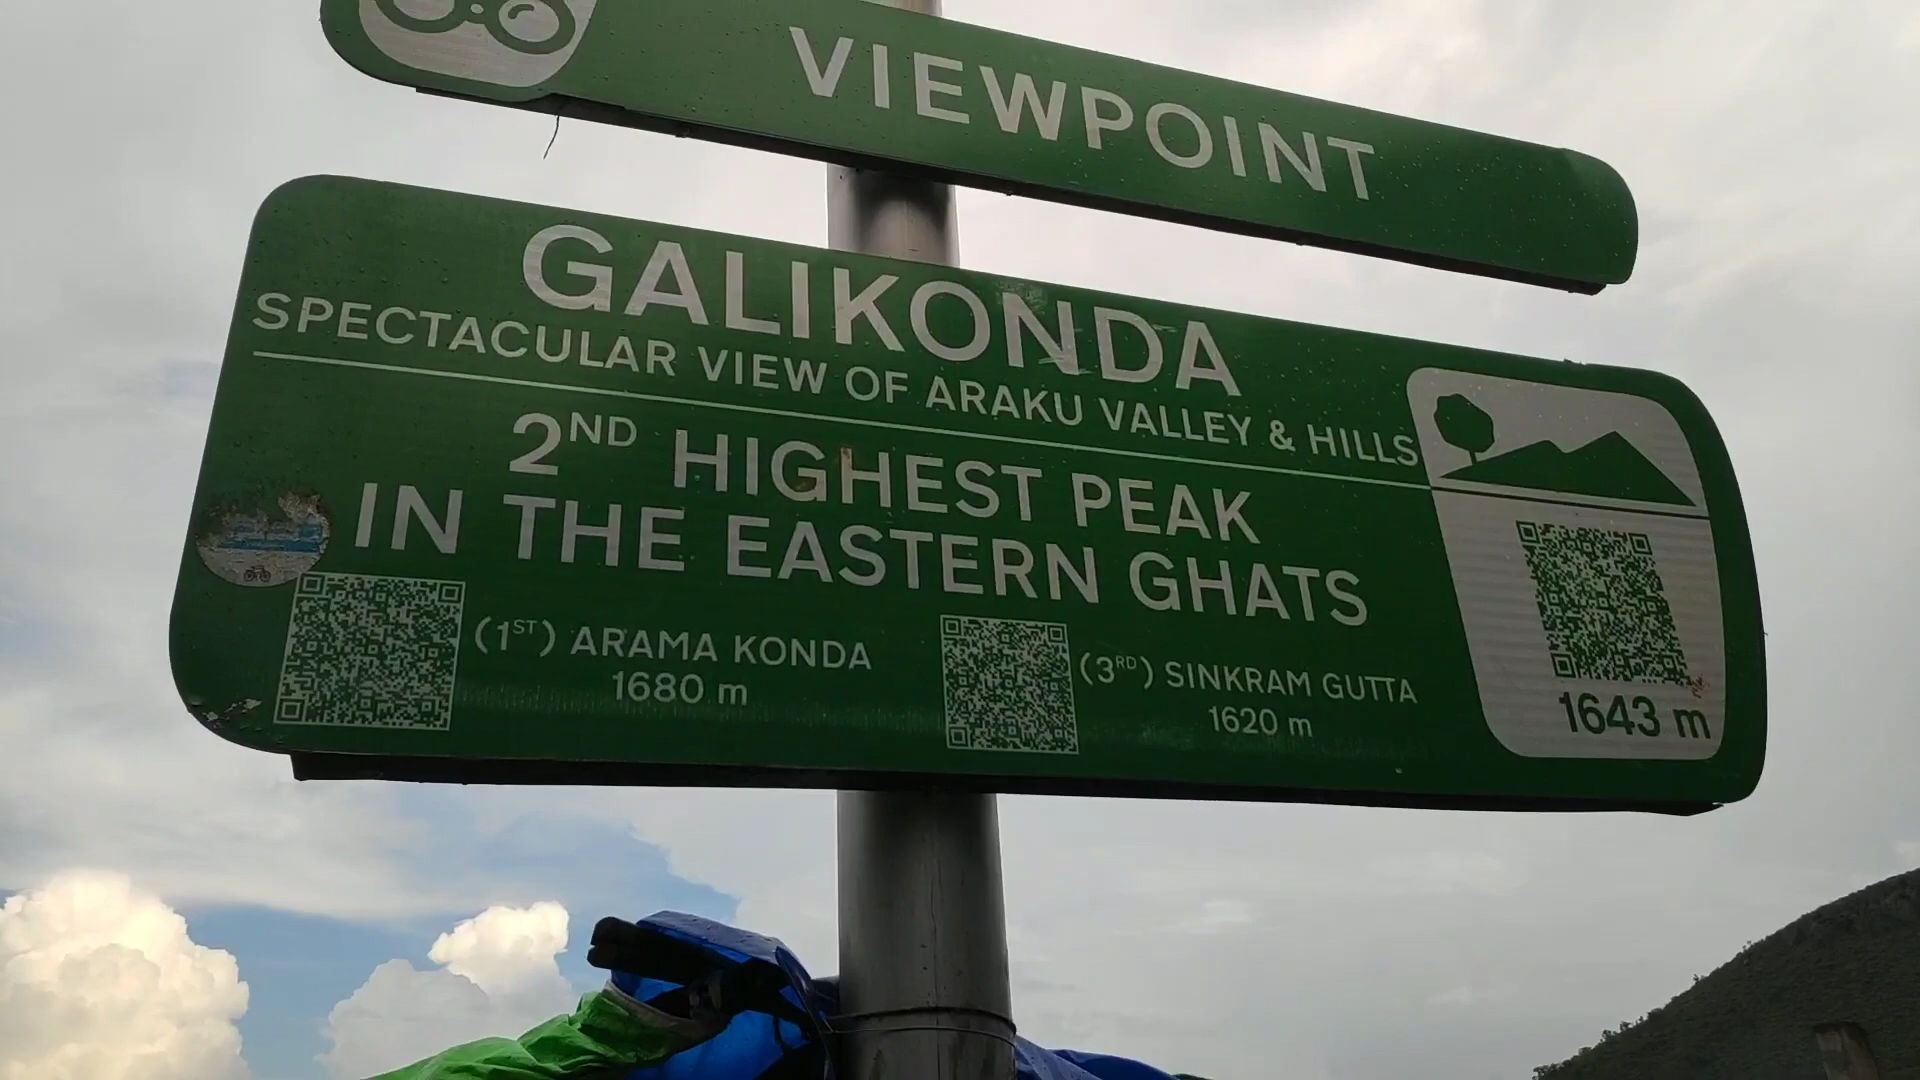 VIEWPOINT
GALIKONDA
SPECTACULAR VIEW OF ARAKU VALLEY & HILLS
2ND HIGHEST PEAK
IN THE EASTERN GHATS
(1ST) ARAMA KONDA
1680 m
(3RD) SINKRAM GUTTA
1620 m
1643 m